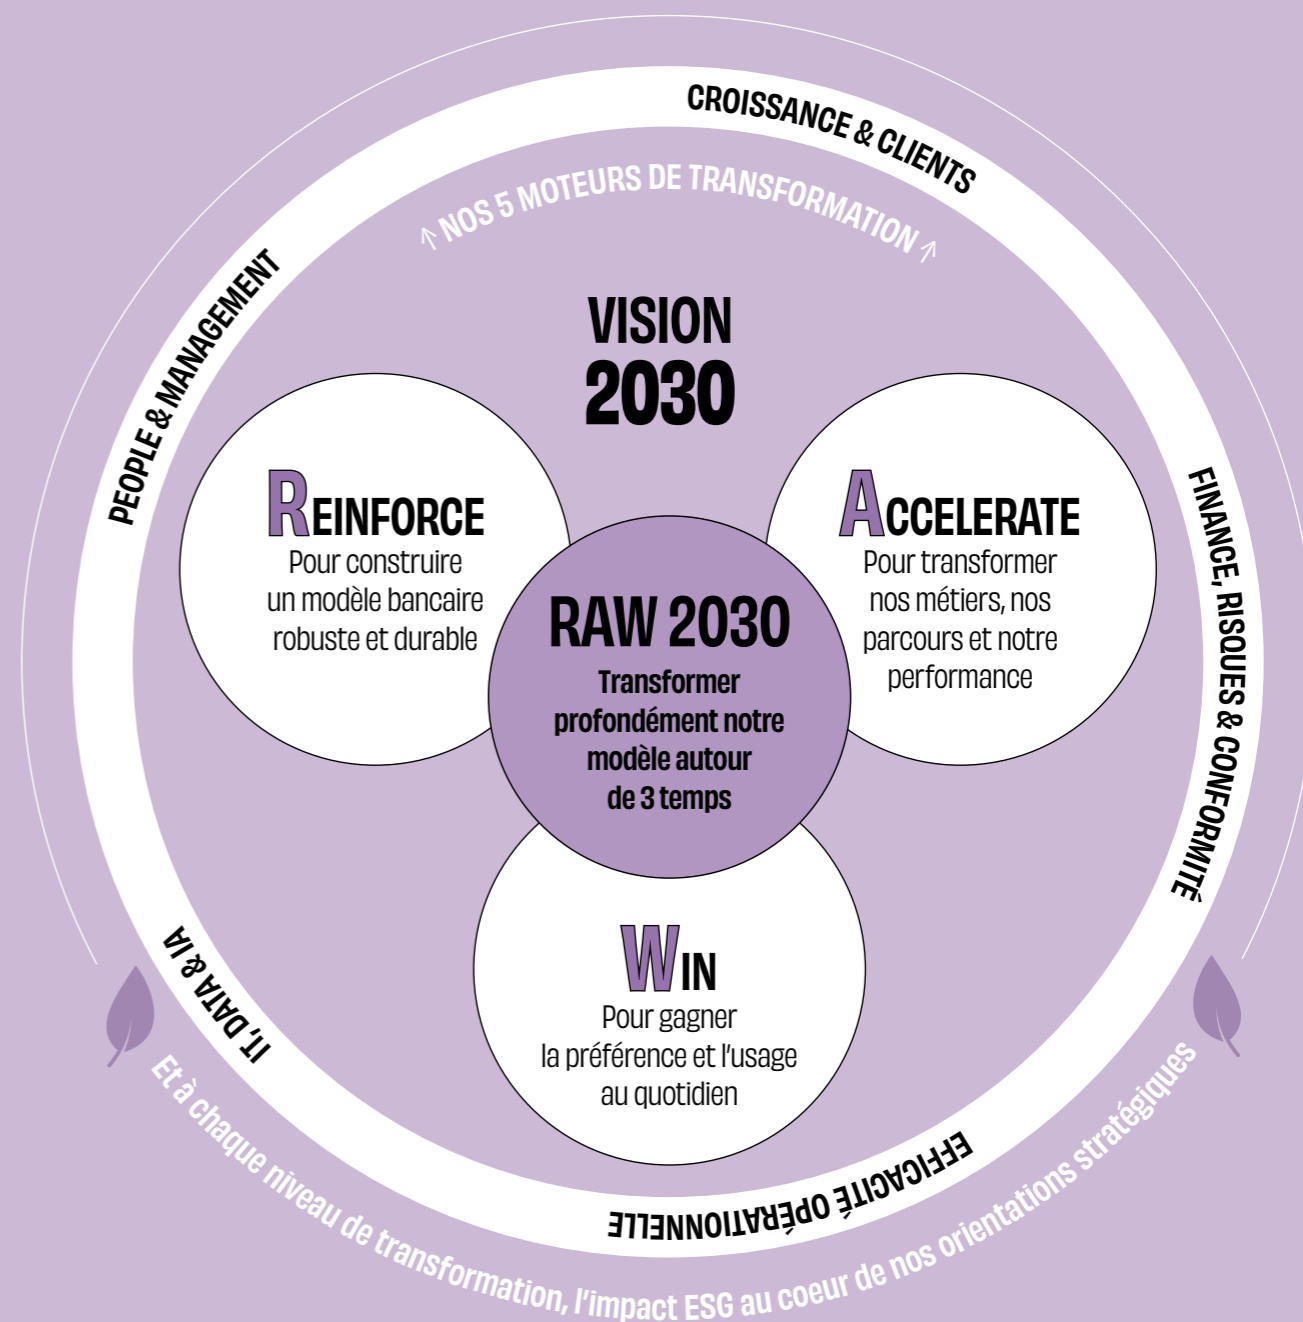 CROISSANCE & CLIENTS
↑ NOS 5 MOTEURS DE TRANSFORMATION ↑
PEOPLE & MANAGEMENT
FINANCE, RISQUES & CONFORMITÉ
VISION
2030
REINFORCE
Pour construire
un modèle bancaire
robuste et durable
ACCELERATE
Pour transformer
nos métiers, nos
parcours et notre
performance
RAW 2030
Transformer
profondément notre
modèle autour
de 3 temps
WIN
Pour gagner
la préférence et l'usage
au quotidien
IT, DATA & IA
EFFICACITÉ OPÉRATIONNELLE
Et à chaque niveau de transformation, l'impact ESG au coeur de nos orientations stratégiques